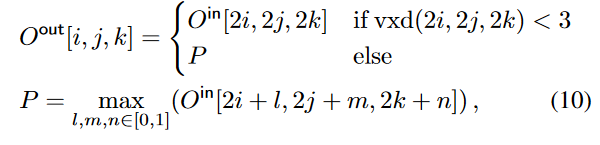 O^out[i, j, k] = { O^in[2i, 2j, 2k] if vxd(2i, 2j, 2k) < 3
P else
P = max_{l,m,n∈[0,1]} (O^in[2i + l, 2j + m, 2k + n]) , (10)